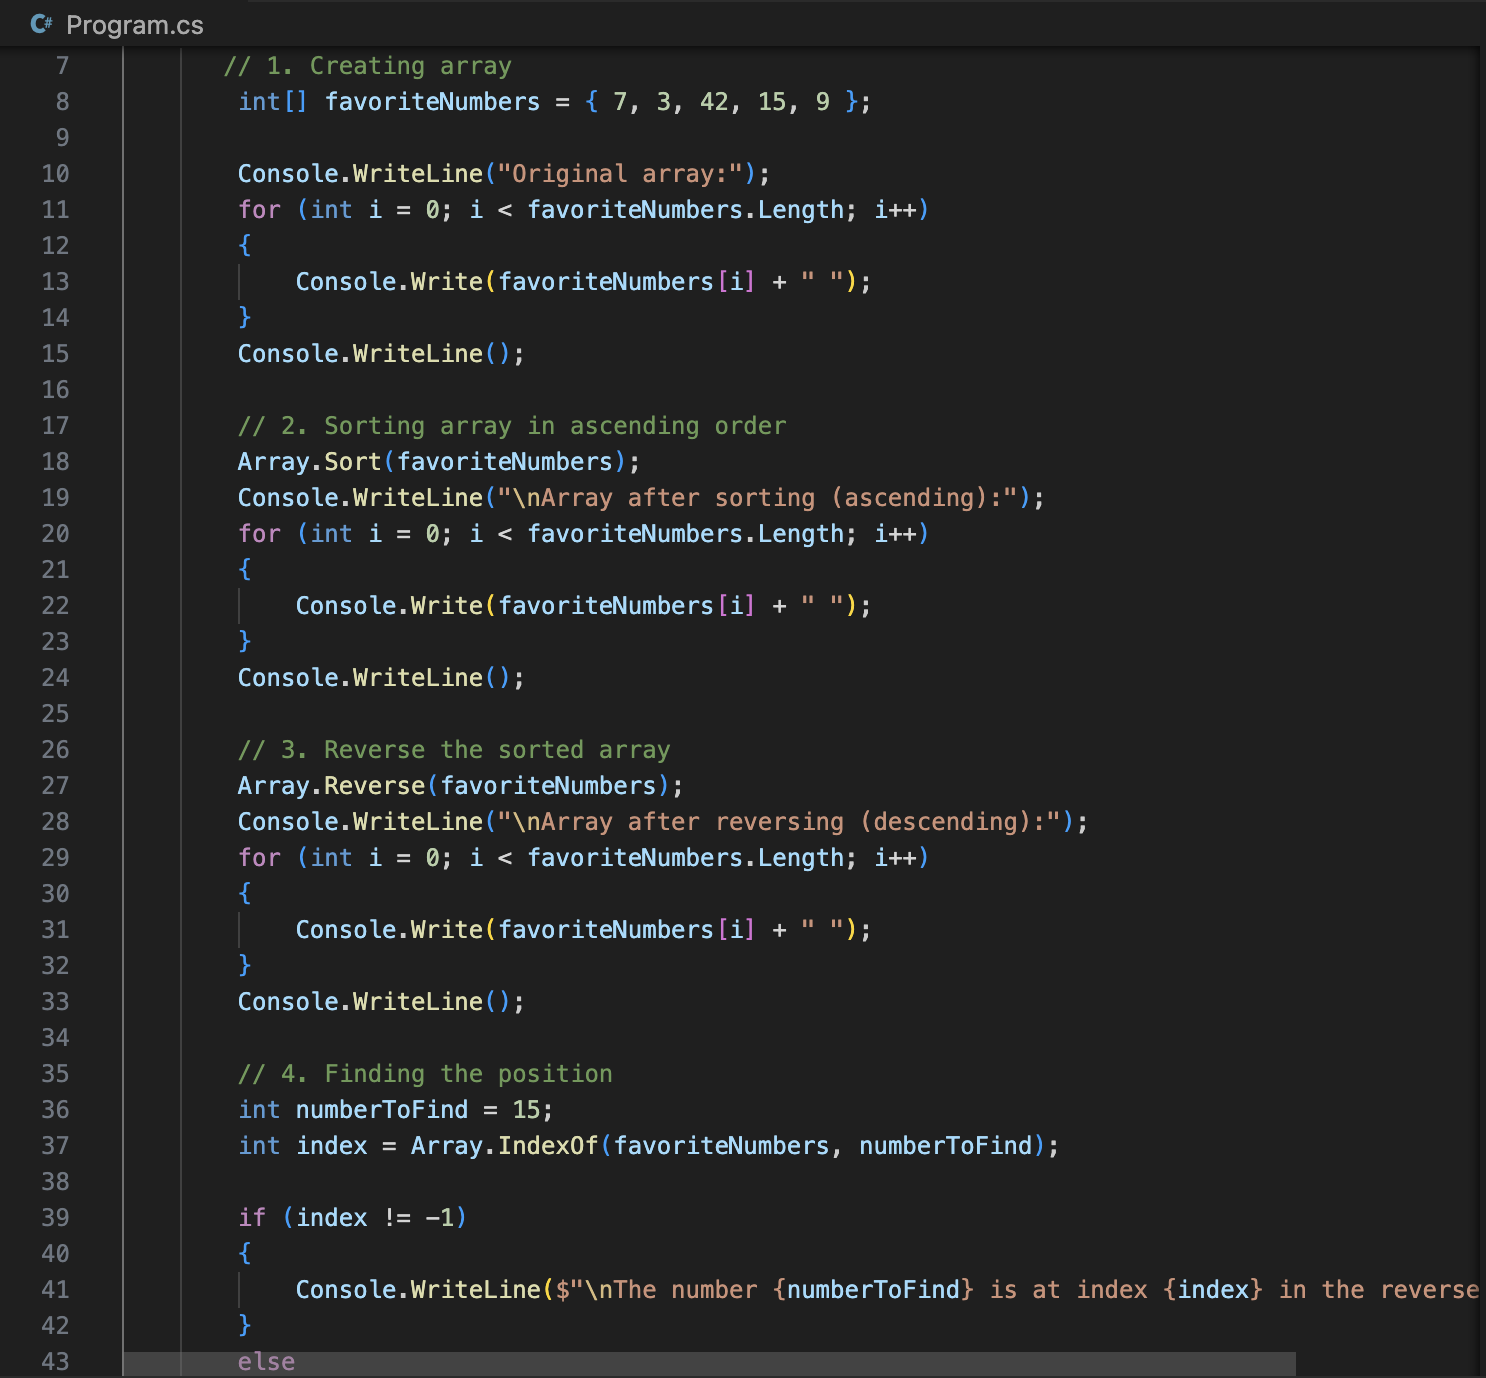 C# Program.cs
7 // 1. Creating array
8 int[] favoriteNumbers = { 7, 3, 42, 15, 9 };
9
10 Console.WriteLine("Original array:");
11 for (int i = 0; i < favoriteNumbers.Length; i++)
12 {
13 Console.Write(favoriteNumbers[i] + " ");
14 }
15 Console.WriteLine();
16
17 // 2. Sorting array in ascending order
18 Array.Sort(favoriteNumbers);
19 Console.WriteLine("\nArray after sorting (ascending):");
20 for (int i = 0; i < favoriteNumbers.Length; i++)
21 {
22 Console.Write(favoriteNumbers[i] + " ");
23 }
24 Console.WriteLine();
25
26 // 3. Reverse the sorted array
27 Array.Reverse(favoriteNumbers);
28 Console.WriteLine("\nArray after reversing (descending):");
29 for (int i = 0; i < favoriteNumbers.Length; i++)
30 {
31 Console.Write(favoriteNumbers[i] + " ");
32 }
33 Console.WriteLine();
34
35 // 4. Finding the position
36 int numberToFind = 15;
37 int index = Array.IndexOf(favoriteNumbers, numberToFind);
38
39 if (index != -1)
40 {
41 Console.WriteLine($"\nThe number {numberToFind} is at index {index} in the reverse
42 }
43 else